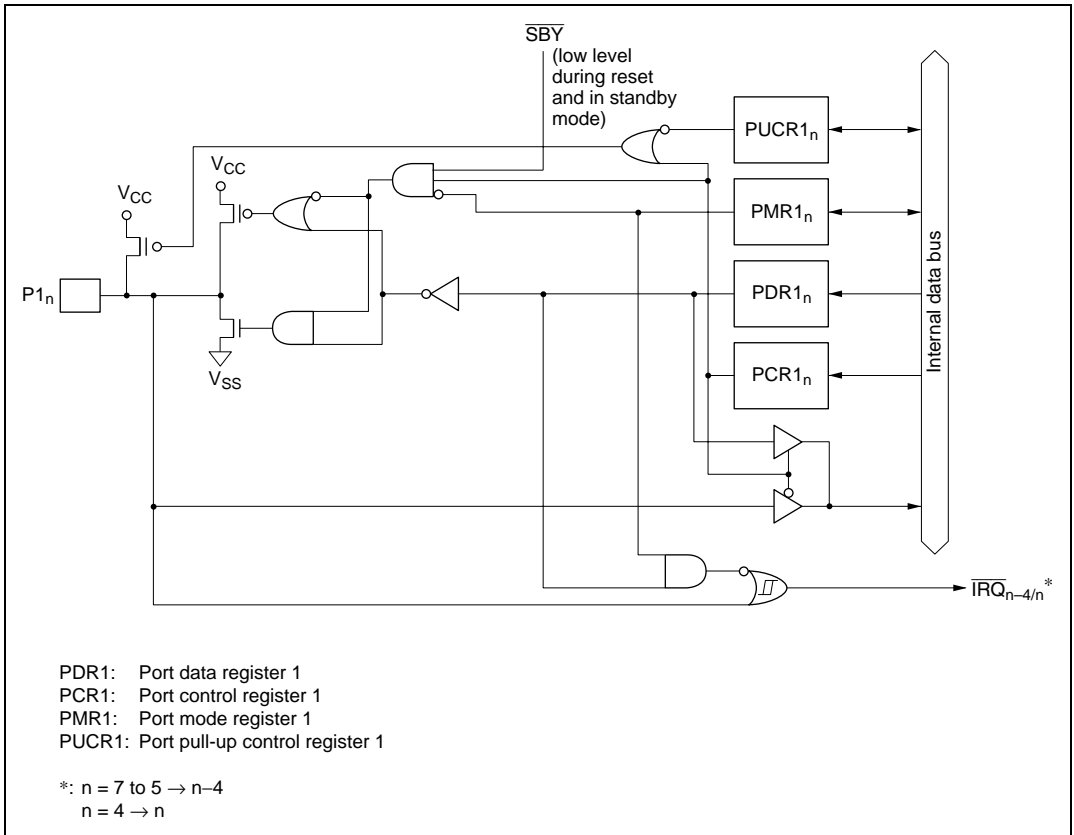 SBY
(low level
during reset
and in standby
mode)
PUCR1n
VCC
VCC
PMR1n
P1n
PDR1n
Internal data bus
VSS
PCR1n
IRQn–4/n*
PDR1: Port data register 1
PCR1: Port control register 1
PMR1: Port mode register 1
PUCR1: Port pull-up control register 1
*: n = 7 to 5 → n–4
n = 4 → n